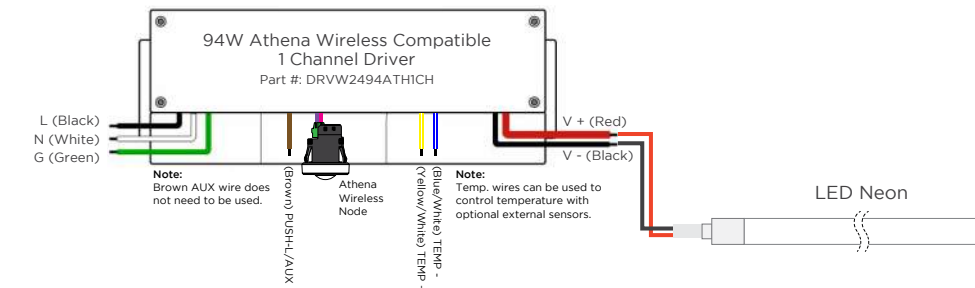 94W Athena Wireless Compatible
1 Channel Driver
Part #: DRVW2494ATH1CH
L (Black)
N (White)
G (Green)
V + (Red)
V - (Black)
Note:
Brown AUX wire does
not need to be used.
(Brown) PUSH-L/AUX
Athena
Wireless
Node
(Yellow/White) TEMP -
(Blue/White) TEMP -
Note:
Temp. wires can be used to
control temperature with
optional external sensors.
LED Neon